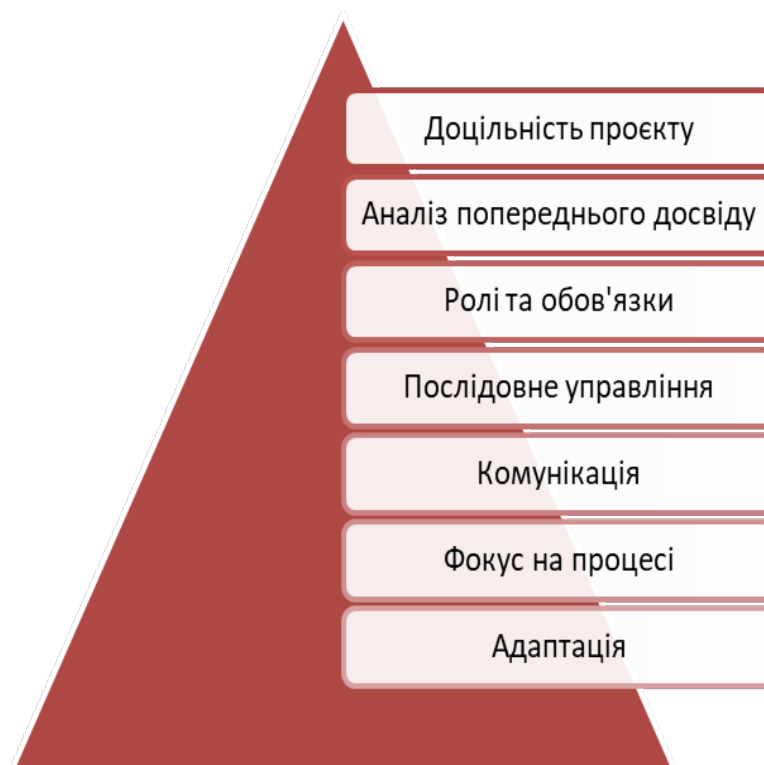 Доцільність проєкту
Аналіз попереднього досвіду
Ролі та обов'язки
Послідовне управління
Комунікація
Фокус на процесі
Адаптація